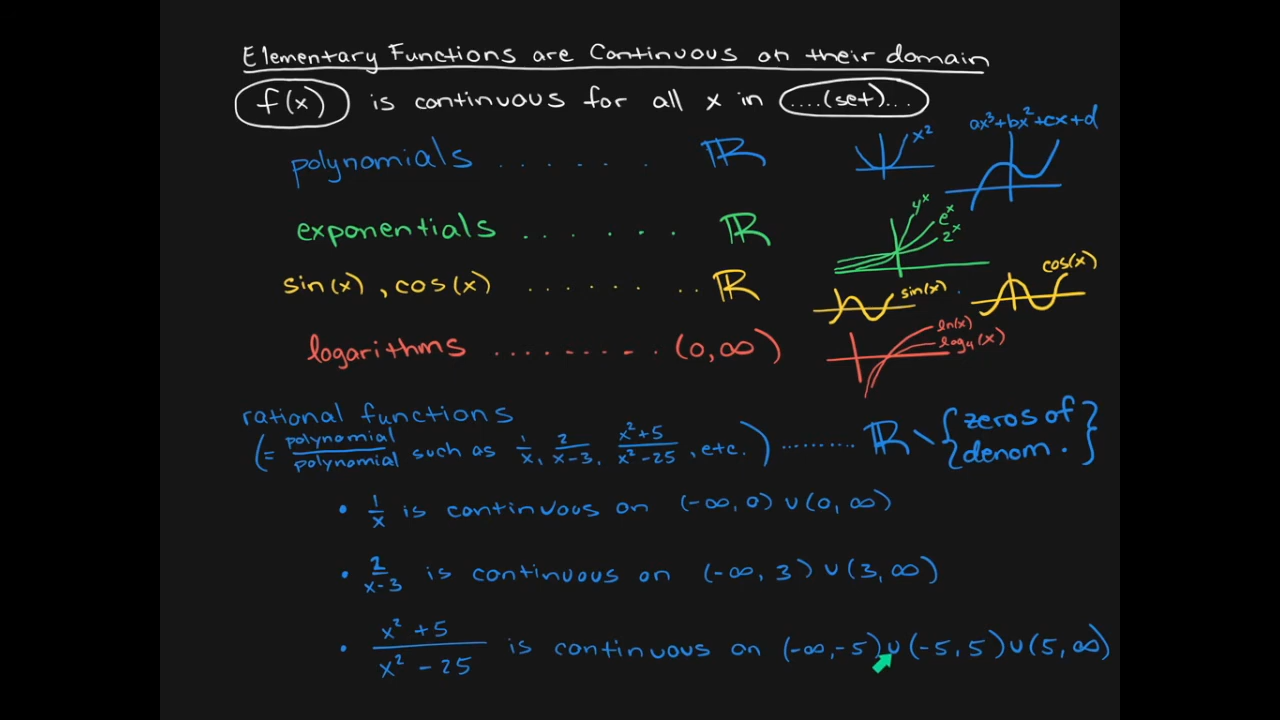 Elementary Functions are Continuous on their domain
f(x) is continuous for all x in ....(set)...
polynomials ...... ℝ
x²
ax³+bx²+cx+d
exponentials ...... ℝ
yˣ
eˣ
2ˣ
sin(x), cos(x) ........ ℝ
sin(x)
cos(x)
logarithms ......... (0,∞)
ln(x)
log₄(x)
rational functions
(= polynomial/polynomial such as 1/x, 2/x-3, x²+5/x²-25, etc.) ......... ℝ \ {zeros of denom.}
• 1/x is continuous on (-∞, 0) ∪ (0, ∞)
• 2/x-3 is continuous on (-∞, 3) ∪ (3, ∞)
• x²+5/x²-25 is continuous on (-∞,-5) ∪ (-5, 5) ∪ (5, ∞)